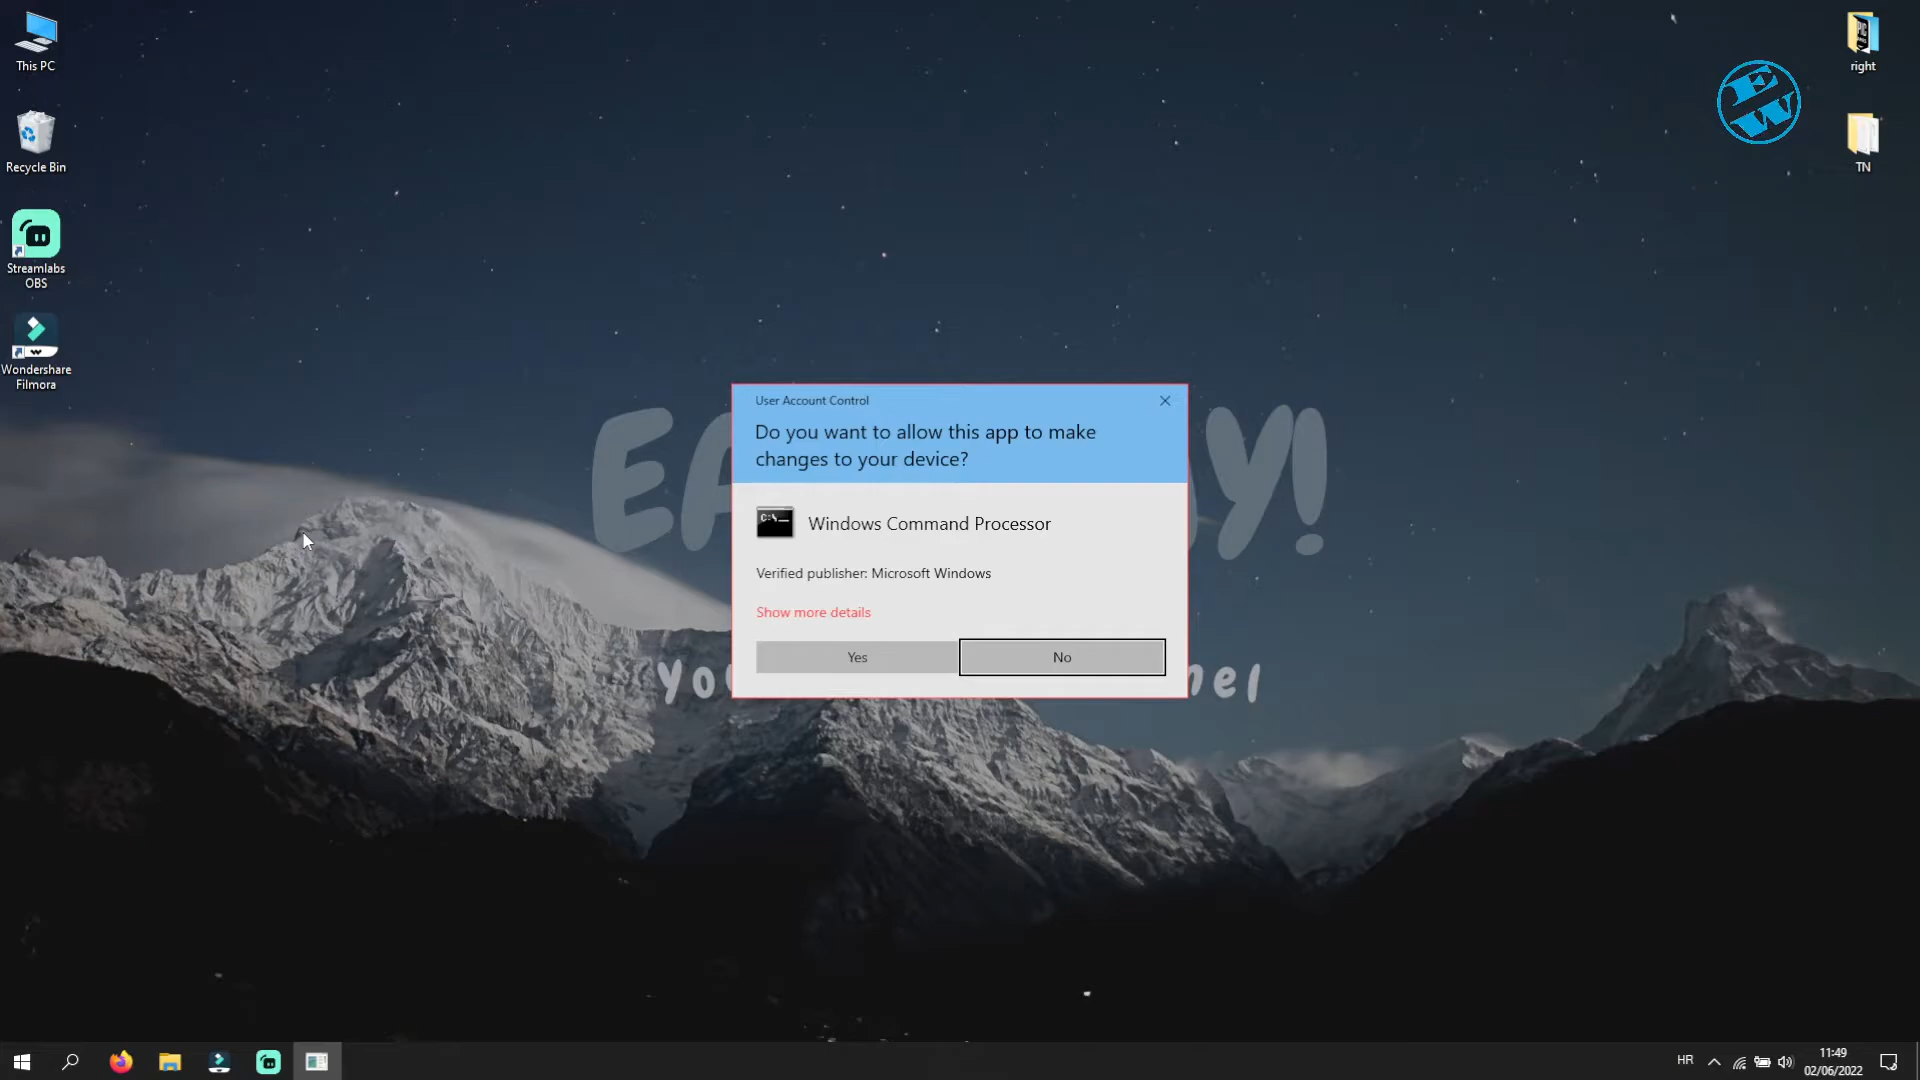 This PC
Recycle Bin
Streamlabs
OBS
Wondershare
Filmora
right
TN
EW
User Account Control
Do you want to allow this app to make
changes to your device?
C:\_
Windows Command Processor
Verified publisher: Microsoft Windows
Show more details
Yes
No
HR
11:49
02/06/2022